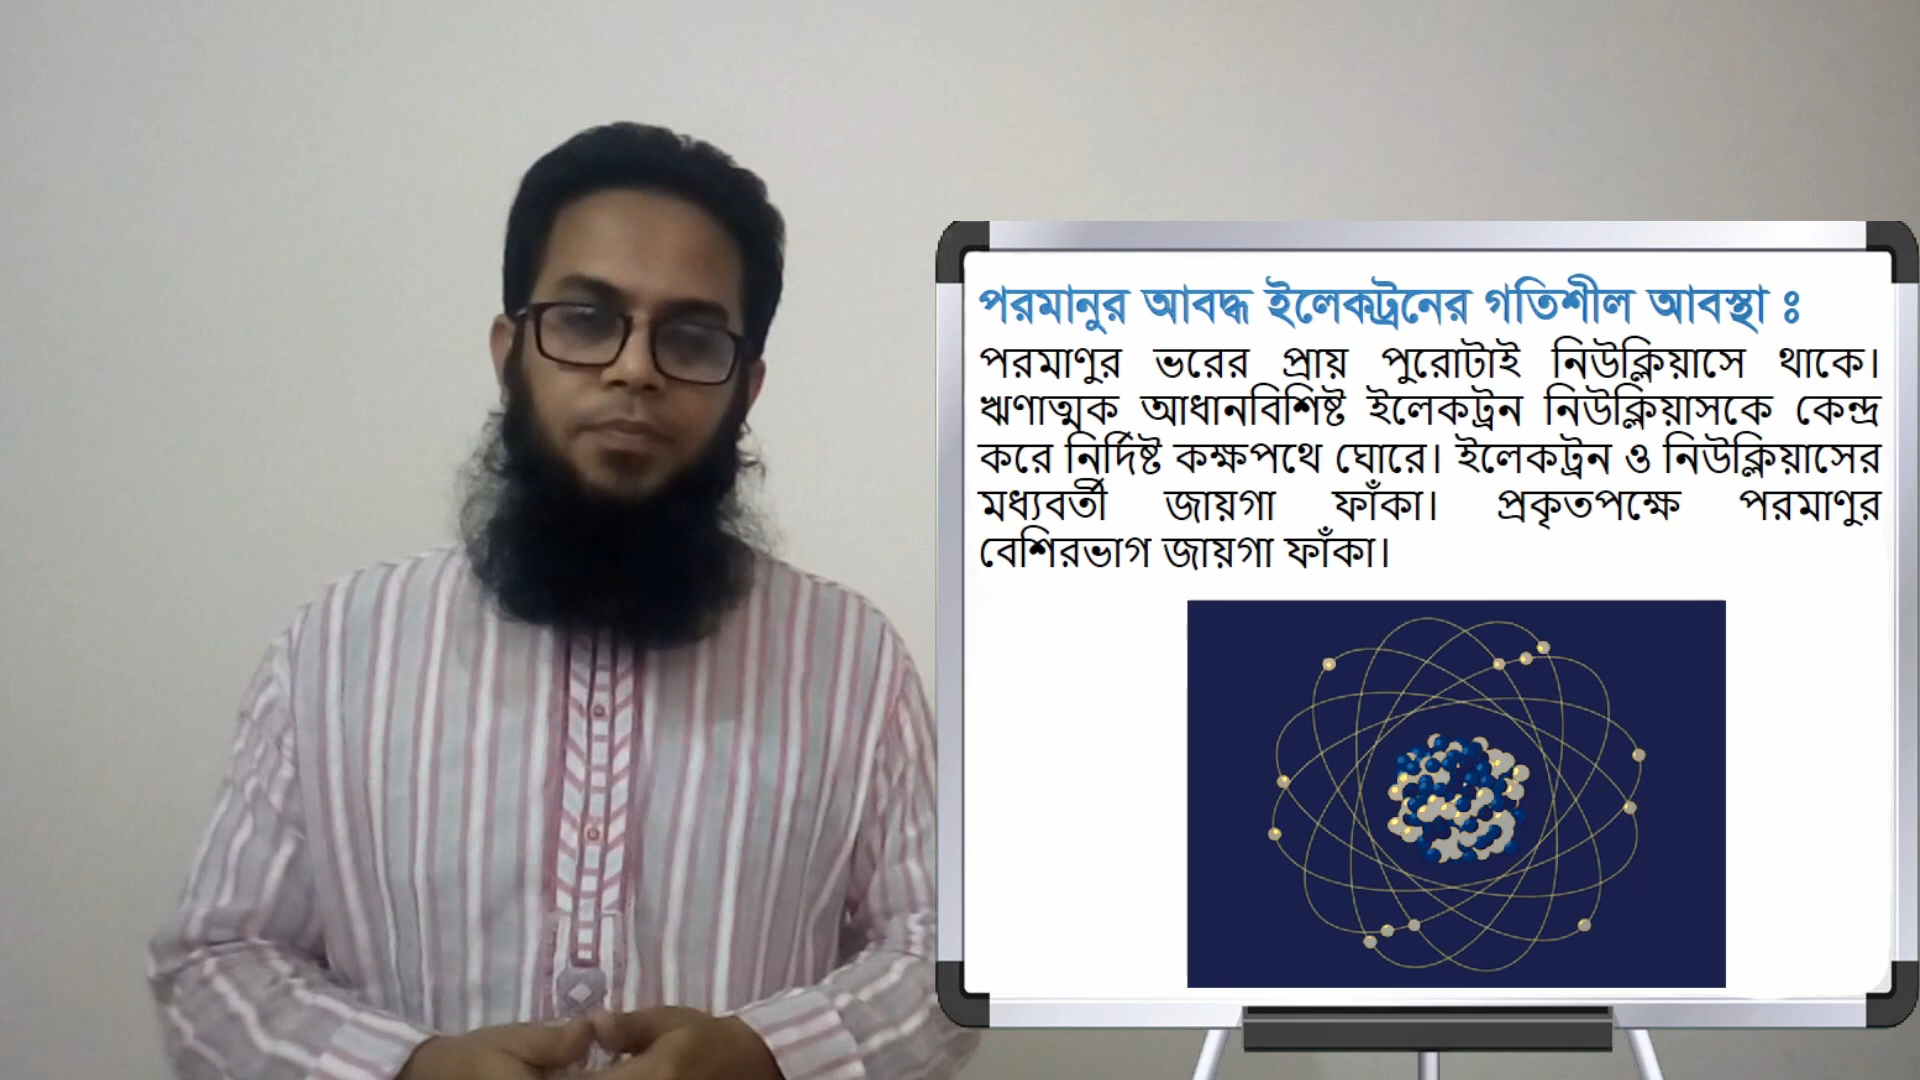 পরমানুর আবদ্ধ ইলেকট্রনের গতিশীল আবস্থা ঃ
পরমাণুর ভরের প্রায় পুরোটাই নিউক্লিয়াসে থাকে।
ঋণাত্মক আধানবিশিষ্ট ইলেকট্রন নিউক্লিয়াসকে কেন্দ্র
করে নির্দিষ্ট কক্ষপথে ঘোরে। ইলেকট্রন ও নিউক্লিয়াসের
মধ্যবর্তী জায়গা ফাঁকা। প্রকৃতপক্ষে পরমাণুর
বেশিরভাগ জায়গা ফাঁকা।